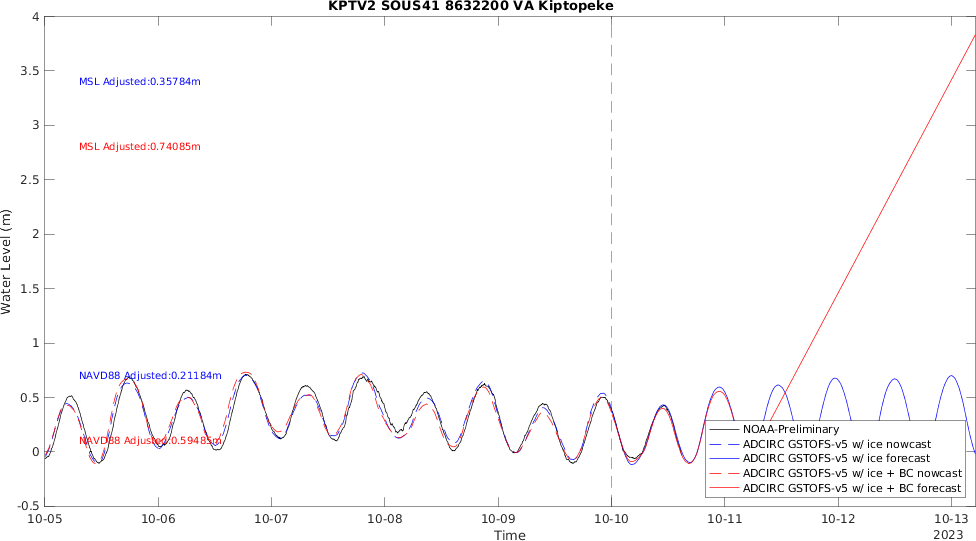 KPTV2 SOUS41 8632200 VA Kiptopeke
4
3.5
3
2.5
2
1.5
1
0.5
0
-0.5
Water Level (m)
MSL Adjusted:0.35784m
MSL Adjusted:0.74085m
NAVD88 Adjusted:0.21184m
NAVD88 Adjusted:0.59485m
NOAA-Preliminary
ADCIRC GSTOFS-v5 w/ ice nowcast
ADCIRC GSTOFS-v5 w/ ice forecast
ADCIRC GSTOFS-v5 w/ ice + BC nowcast
ADCIRC GSTOFS-v5 w/ ice + BC forecast
10-05 10-06 10-07 10-08 10-09 10-10 10-11 10-12 10-13
Time
2023